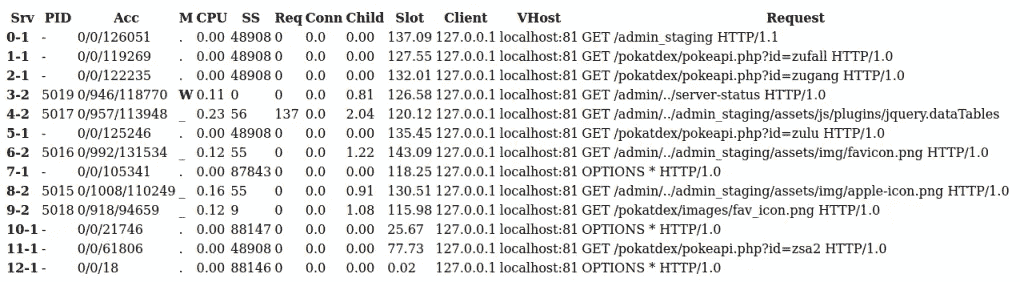 Srv PID Acc M CPU SS Req Conn Child Slot Client VHost Request
0-1 - 0/0/126051 . 0.00 48908 0 0.0 0.00 137.09 127.0.0.1 localhost:81 GET /admin_staging HTTP/1.1
1-1 - 0/0/119269 . 0.00 48908 0 0.0 0.00 127.55 127.0.0.1 localhost:81 GET /pokatdex/pokeapi.php?id=zufall HTTP/1.0
2-1 - 0/0/122235 . 0.00 48908 0 0.0 0.00 132.01 127.0.0.1 localhost:81 GET /pokatdex/pokeapi.php?id=zugang HTTP/1.0
3-2 5019 0/946/118770 W 0.11 0 0 0.0 0.81 126.58 127.0.0.1 localhost:81 GET /admin/../server-status HTTP/1.0
4-2 5017 0/957/113948 _ 0.23 56 137 0.0 2.04 120.12 127.0.0.1 localhost:81 GET /admin/../admin_staging/assets/js/plugins/jquery.dataTables
5-1 - 0/0/125246 . 0.00 48908 0 0.0 0.00 135.45 127.0.0.1 localhost:81 GET /pokatdex/pokeapi.php?id=zulu HTTP/1.0
6-2 5016 0/992/131534 _ 0.12 55 0 0.0 1.22 143.09 127.0.0.1 localhost:81 GET /admin/../admin_staging/assets/img/favicon.png HTTP/1.0
7-1 - 0/0/105341 . 0.00 87843 0 0.0 0.00 118.25 127.0.0.1 localhost:81 OPTIONS * HTTP/1.0
8-2 5015 0/1008/110249 _ 0.16 55 0 0.0 0.91 130.51 127.0.0.1 localhost:81 GET /admin/../admin_staging/assets/img/apple-icon.png HTTP/1.0
9-2 5018 0/918/94659 _ 0.12 9 0 0.0 1.08 115.98 127.0.0.1 localhost:81 GET /pokatdex/images/fav_icon.png HTTP/1.0
10-1 - 0/0/21746 . 0.00 88147 0 0.0 0.00 25.67 127.0.0.1 localhost:81 OPTIONS * HTTP/1.0
11-1 - 0/0/61806 . 0.00 48908 0 0.0 0.00 77.73 127.0.0.1 localhost:81 GET /pokatdex/pokeapi.php?id=zsa2 HTTP/1.0
12-1 - 0/0/18 . 0.00 88146 0 0.0 0.00 0.02 127.0.0.1 localhost:81 OPTIONS * HTTP/1.0